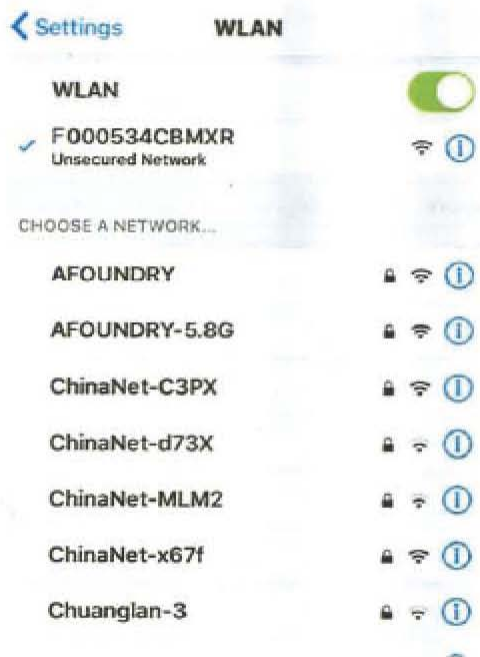 Settings
WLAN
WLAN
F000534CBMXR
Unsecured Network
CHOOSE A NETWORK...
AFOUNDRY
AFOUNDRY-5.8G
ChinaNet-C3PX
ChinaNet-d73X
ChinaNet-MLM2
ChinaNet-x67f
Chuanglan-3